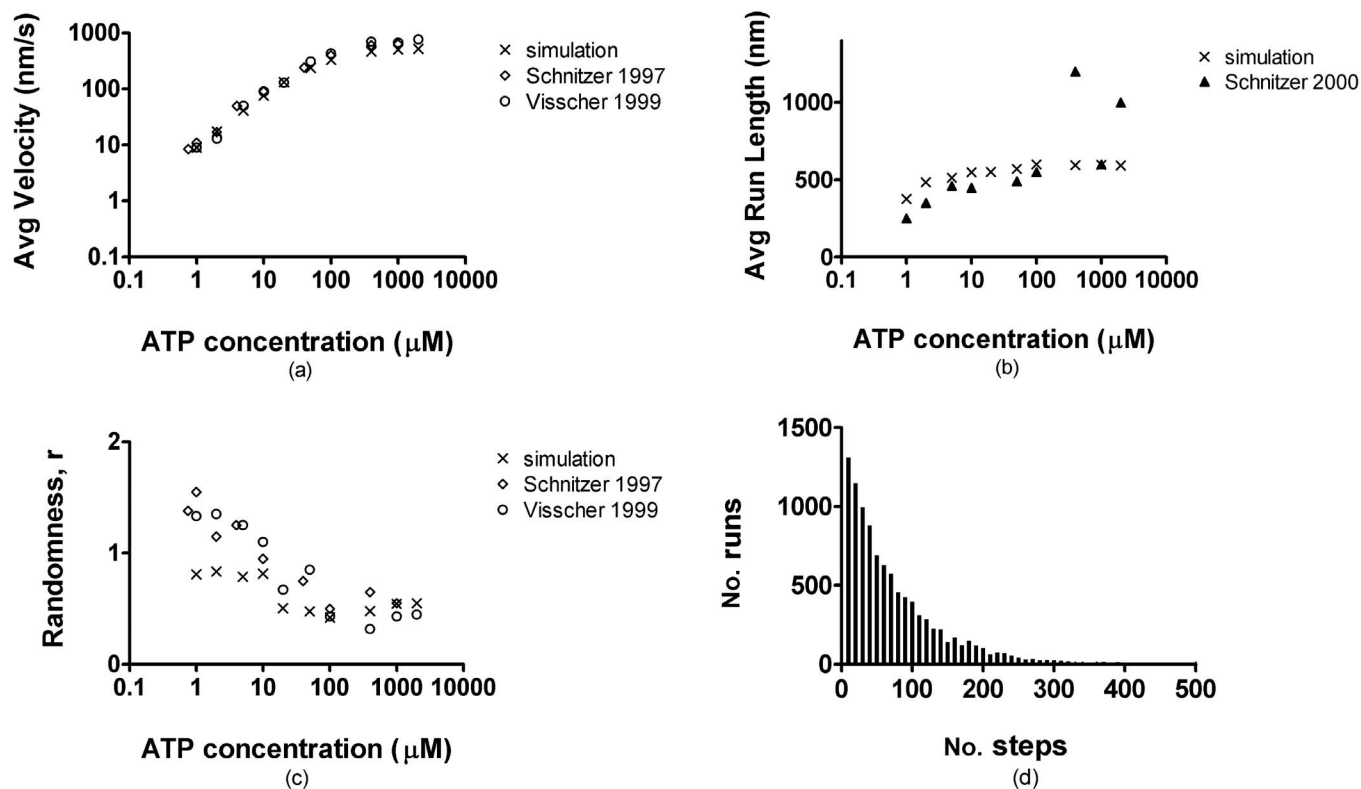 Avg Velocity (nm/s)
1000
100
10
1
0.1
0.1 1 10 100 1000 10000
ATP concentration (μM)
(a)
simulation
Schnitzer 1997
Visscher 1999
Avg Run Length (nm)
1000
500
0
0.1 1 10 100 1000 10000
ATP concentration (μM)
(b)
simulation
Schnitzer 2000
Randomness, r
2
1
0
0.1 1 10 100 1000 10000
ATP concentration (μM)
(c)
simulation
Schnitzer 1997
Visscher 1999
No. runs
1500
1000
500
0
0 100 200 300 400 500
No. steps
(d)